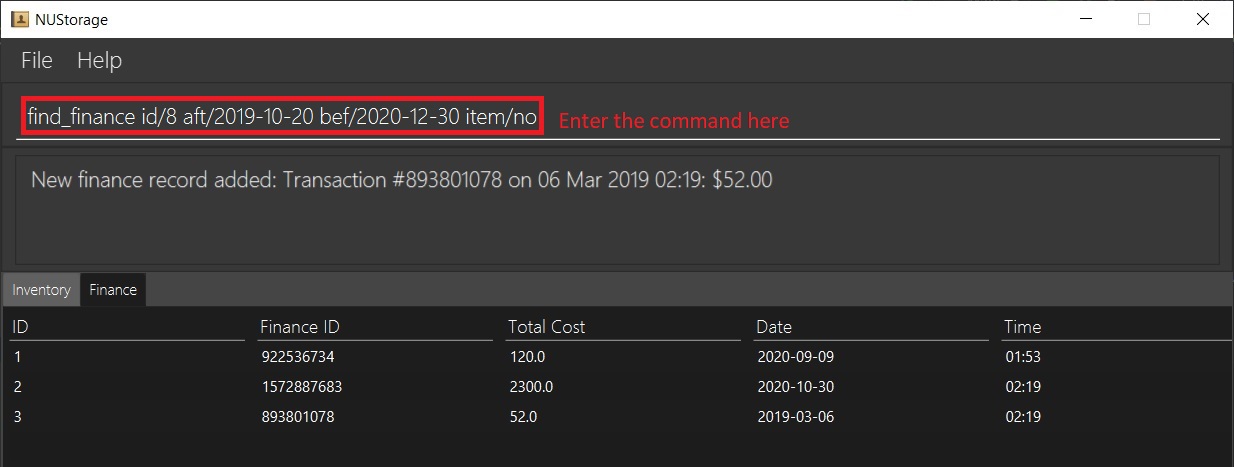 NUStorage
File Help
find_finance id/8 aft/2019-10-20 bef/2020-12-30 item/no Enter the command here
New finance record added: Transaction #893801078 on 06 Mar 2019 02:19: $52.00
Inventory Finance
ID Finance ID Total Cost Date Time
1 922536734 120.0 2020-09-09 01:53
2 1572887683 2300.0 2020-10-30 02:19
3 893801078 52.0 2019-03-06 02:19